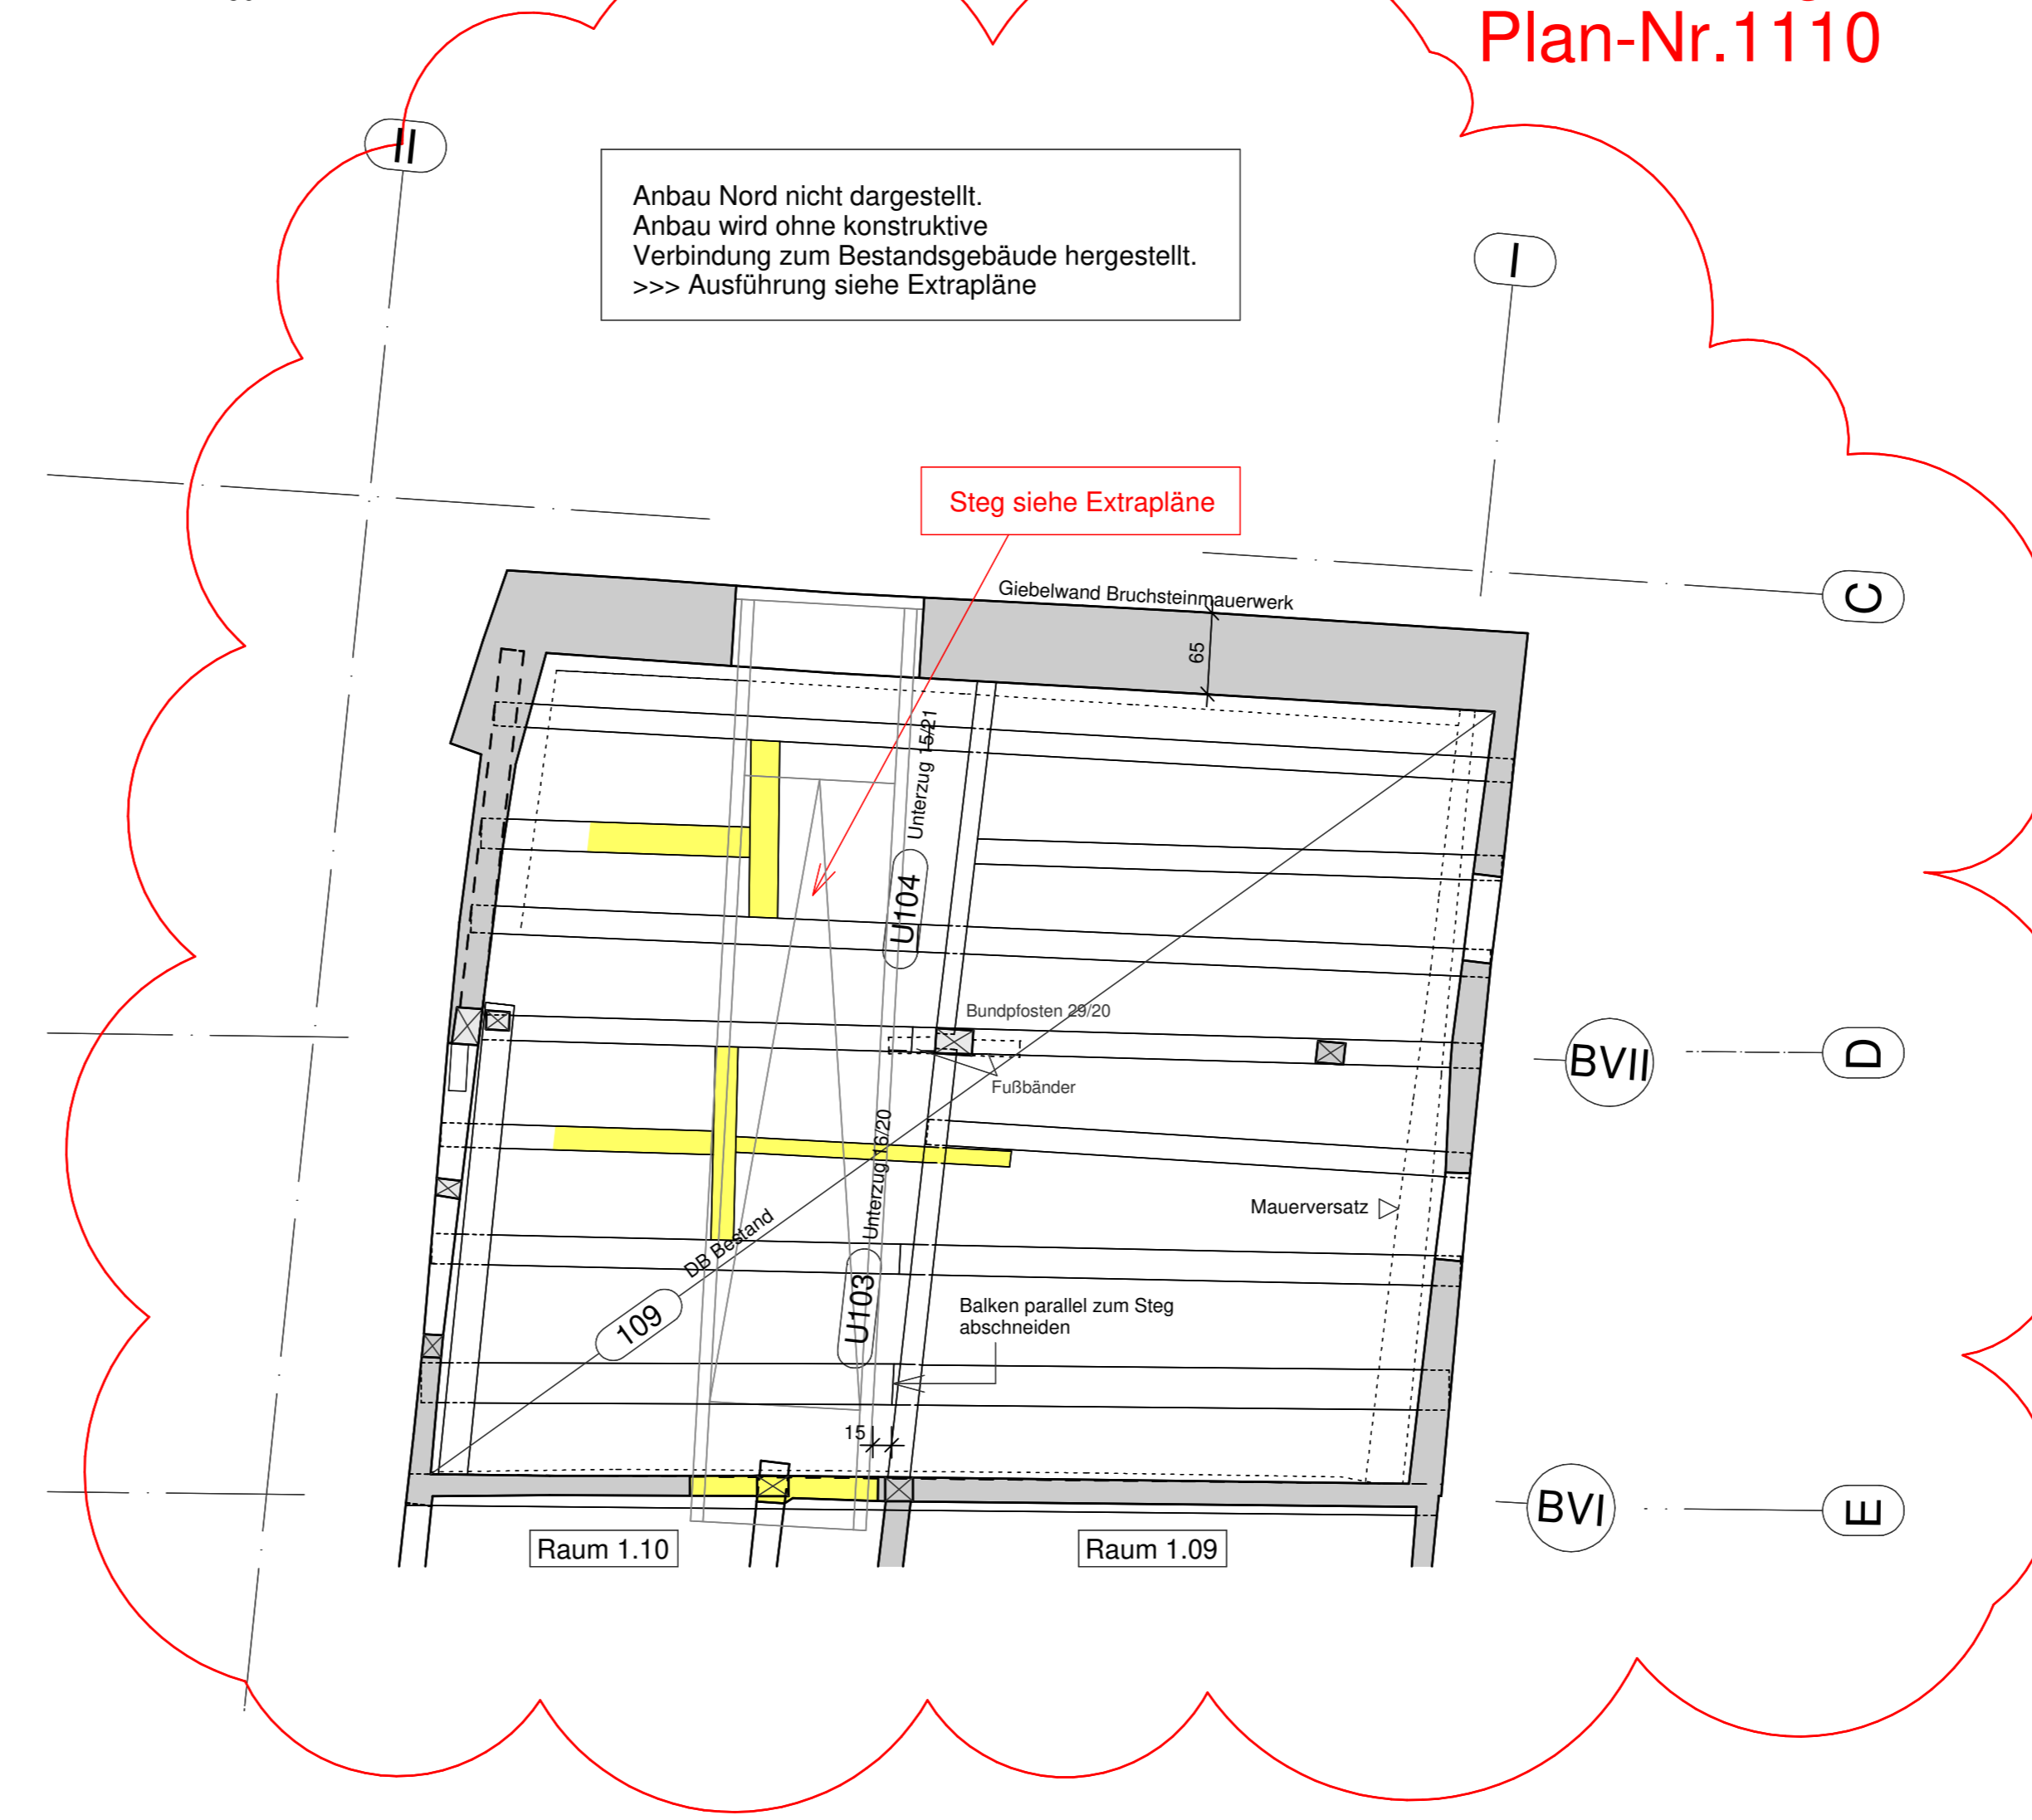 Plan-Nr.1110
II
Anbau Nord nicht dargestellt.
Anbau wird ohne konstruktive
Verbindung zum Bestandsgebäude hergestellt.
>>> Ausführung siehe Extrapläne
I
Steg siehe Extrapläne
Giebelwand Bruchsteinmauerwerk
C
65
Unterzug 15/21
U104
Bundpfosten 29/20
BVII
D
Fußbänder
Unterzug 16/20
Mauerversatz
DB Bestand
109
U103
Balken parallel zum Steg
abschneiden
15
BVI
E
Raum 1.10
Raum 1.09